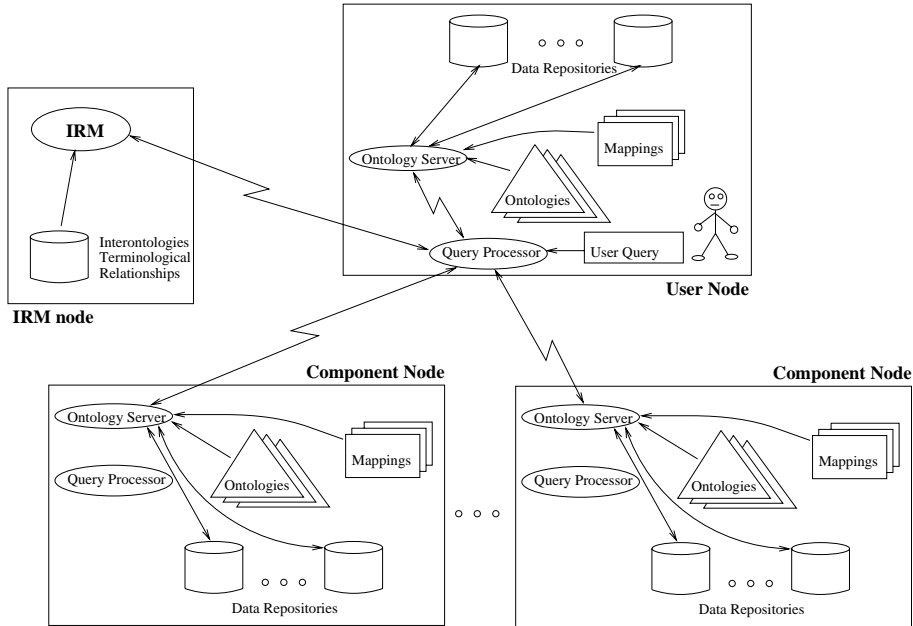 Data Repositories
IRM
Ontology Server
Mappings
Ontologies
Interontologies
Terminological
Relationships
Query Processor
User Query
User Node
IRM node
Component Node
Ontology Server
Mappings
Query Processor
Ontologies
Data Repositories
Component Node
Ontology Server
Mappings
Query Processor
Ontologies
Data Repositories